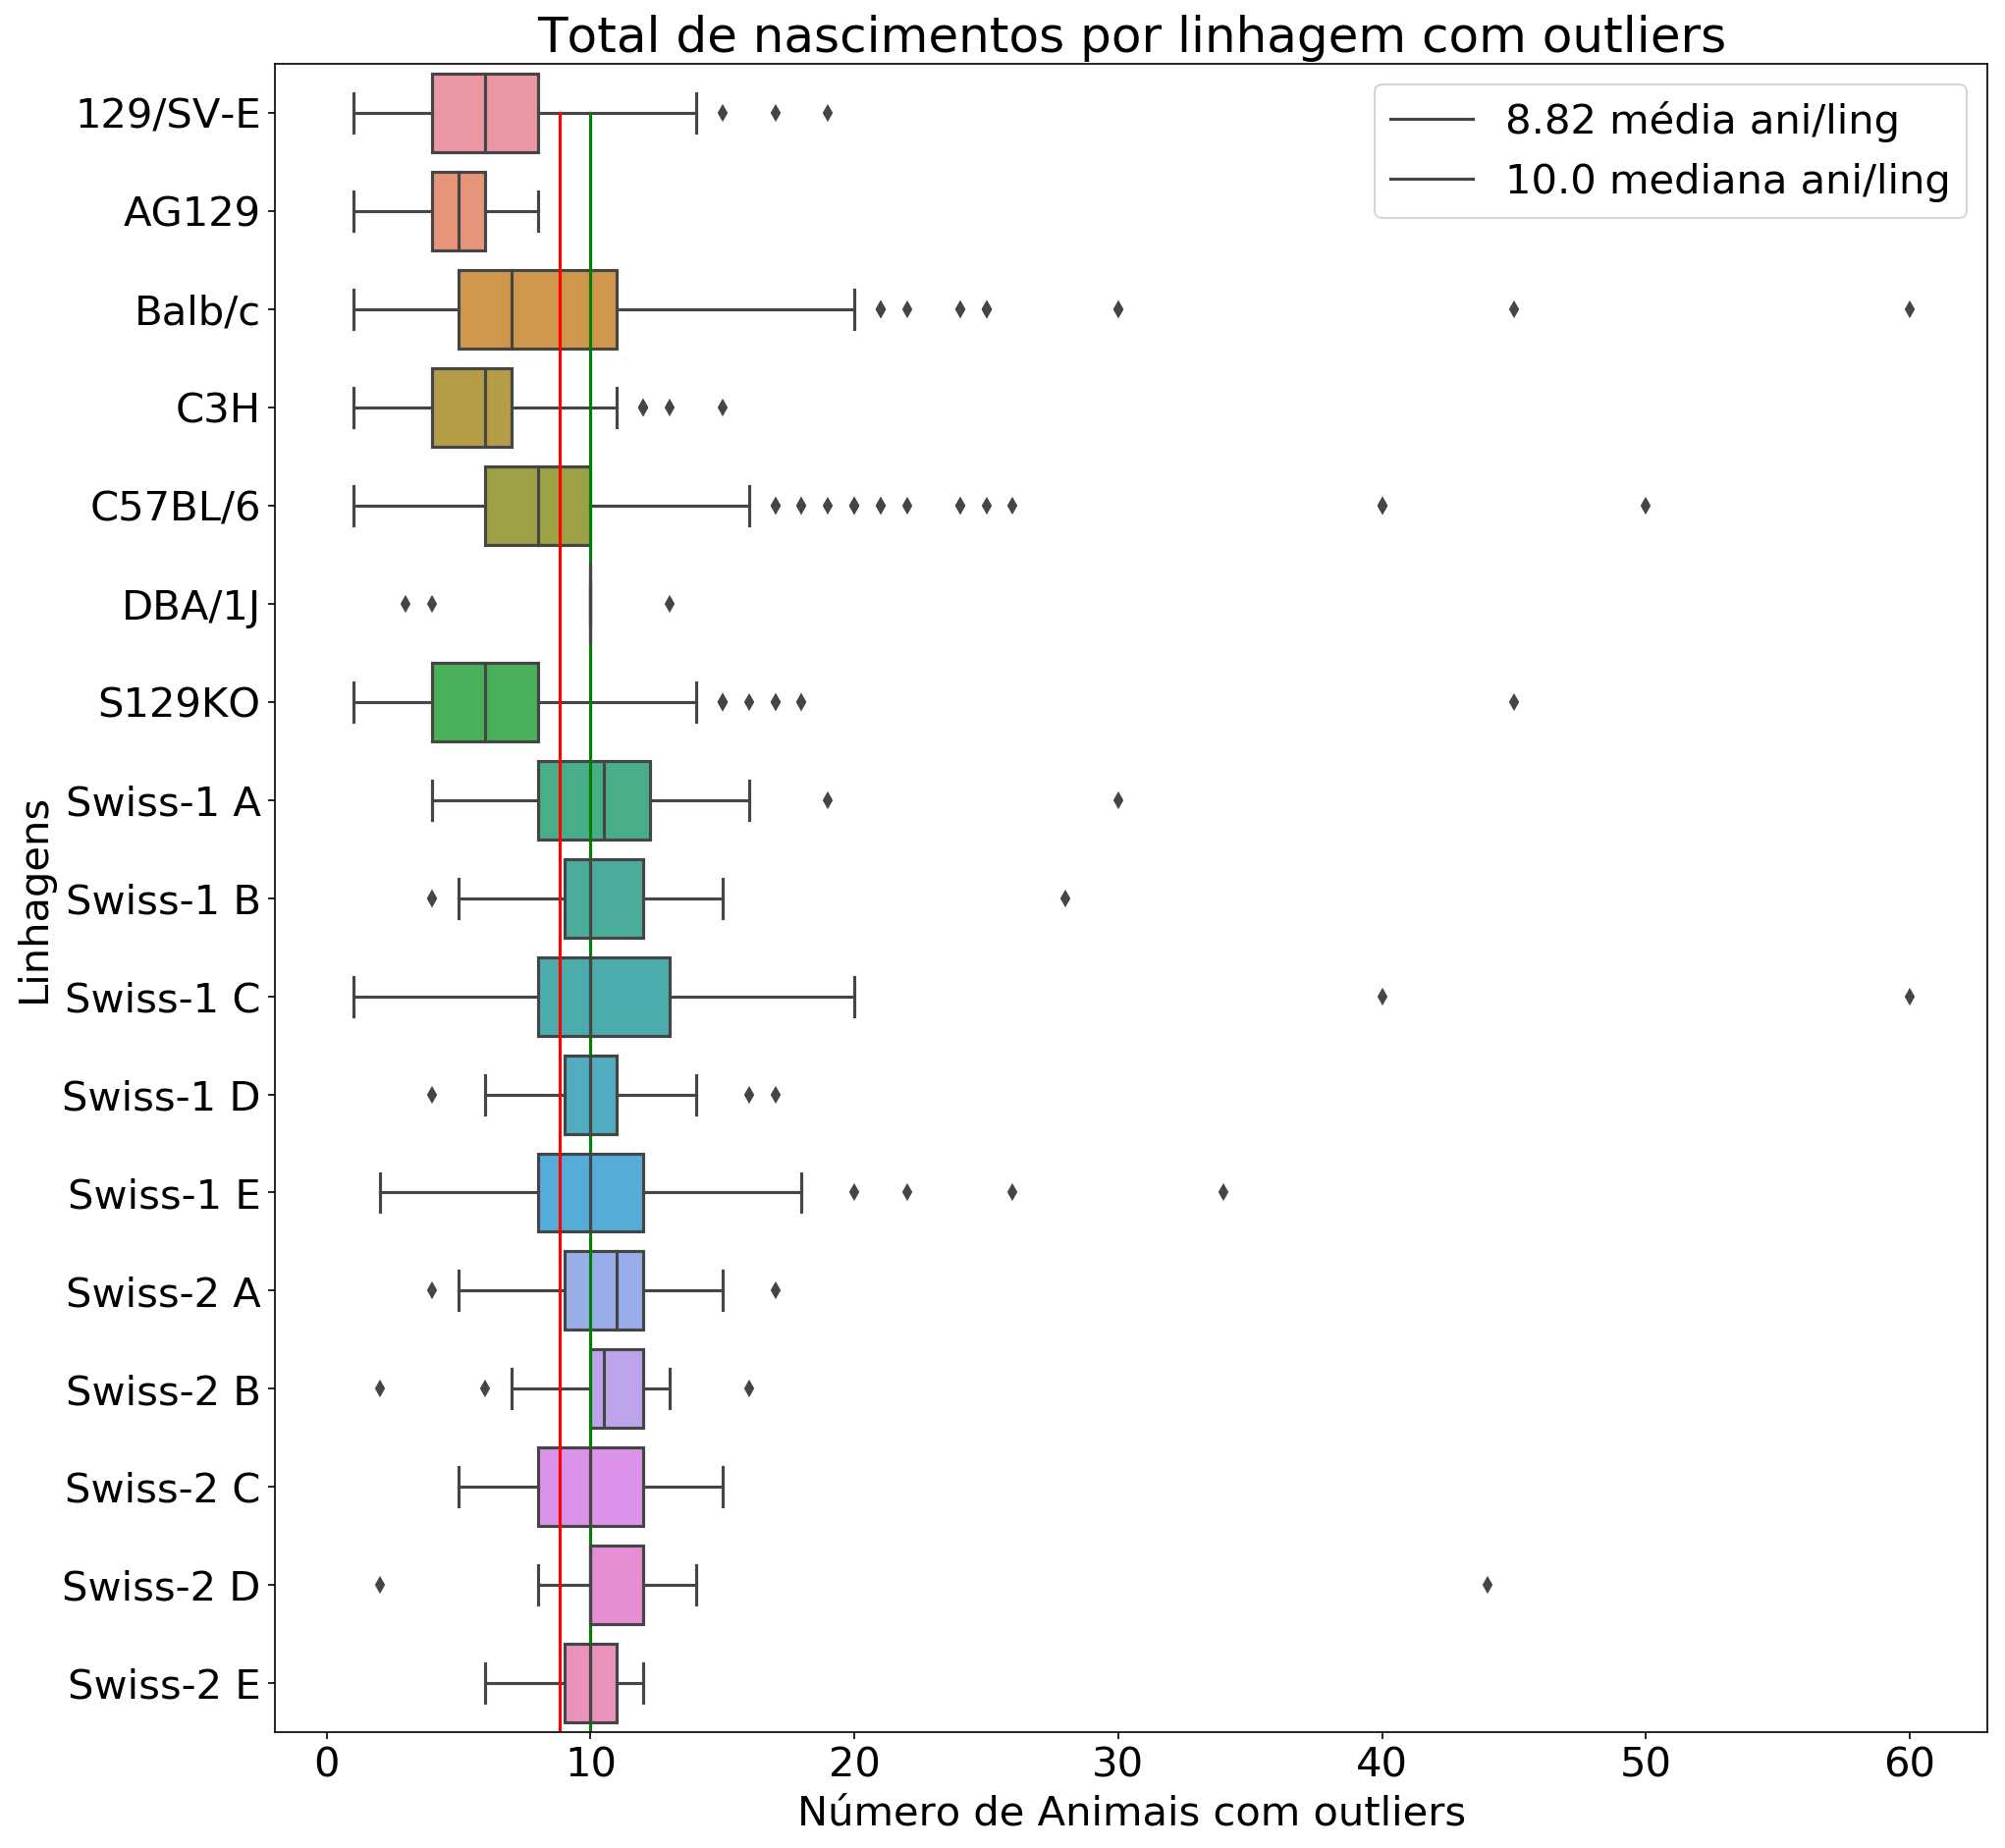 Total de nascimentos por linhagem com outliers
8.82 média ani/ling
10.0 mediana ani/ling
Linhagens
129/SV-E
AG129
Balb/c
C3H
C57BL/6
DBA/1J
S129KO
Swiss-1 A
Swiss-1 B
Swiss-1 C
Swiss-1 D
Swiss-1 E
Swiss-2 A
Swiss-2 B
Swiss-2 C
Swiss-2 D
Swiss-2 E
0 10 20 30 40 50 60
Número de Animais com outliers